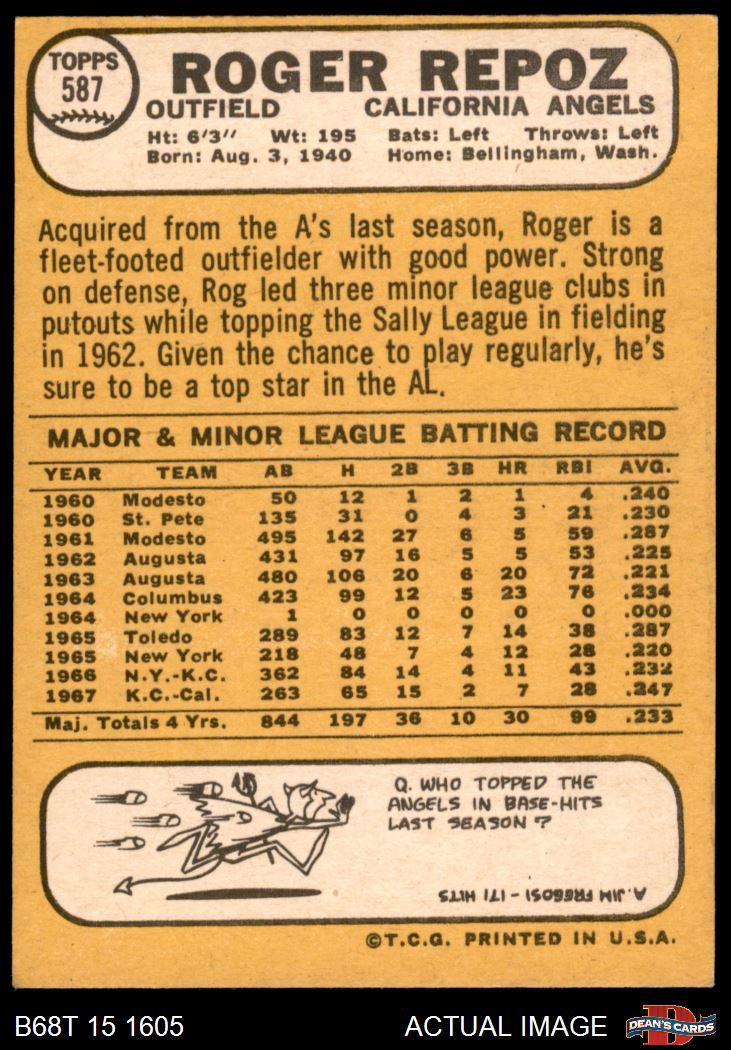 TOPPS
587
ROGER REPOZ
OUTFIELD CALIFORNIA ANGELS
Ht: 6'3" Wt: 195 Bats: Left Throws: Left
Born: Aug. 3, 1940 Home: Bellingham, Wash.
Acquired from the A's last season, Roger is a
fleet-footed outfielder with good power. Strong
on defense, Rog led three minor league clubs in
putouts while topping the Sally League in fielding
in 1962. Given the chance to play regularly, he's
sure to be a top star in the AL.
MAJOR & MINOR LEAGUE BATTING RECORD
YEAR TEAM AB H 2B 3B HR RBI AVG.
1960 Modesto 50 12 1 2 1 4 .240
1960 St. Pete 135 31 0 4 3 21 .230
1961 Modesto 495 142 27 6 5 59 .287
1962 Augusta 431 97 16 5 5 53 .225
1963 Augusta 480 106 20 6 20 72 .221
1964 Columbus 423 99 12 5 23 76 .234
1964 New York 1 0 0 0 0 0 .000
1965 Toledo 289 83 12 7 14 38 .287
1965 New York 218 48 7 4 12 28 .220
1966 N.Y.-K.C. 362 84 14 4 11 43 .232
1967 K.C.-Cal. 263 65 15 2 7 28 .247
Maj. Totals 4 Yrs. 844 197 36 10 30 99 .233
Q. WHO TOPPED THE
ANGELS IN BASE-HITS
LAST SEASON?
A. JIM FREGOSI - 171 HITS
©T.C.G. PRINTED IN U.S.A.
B68T 15 1605 ACTUAL IMAGE
D
DEAN'S CARDS